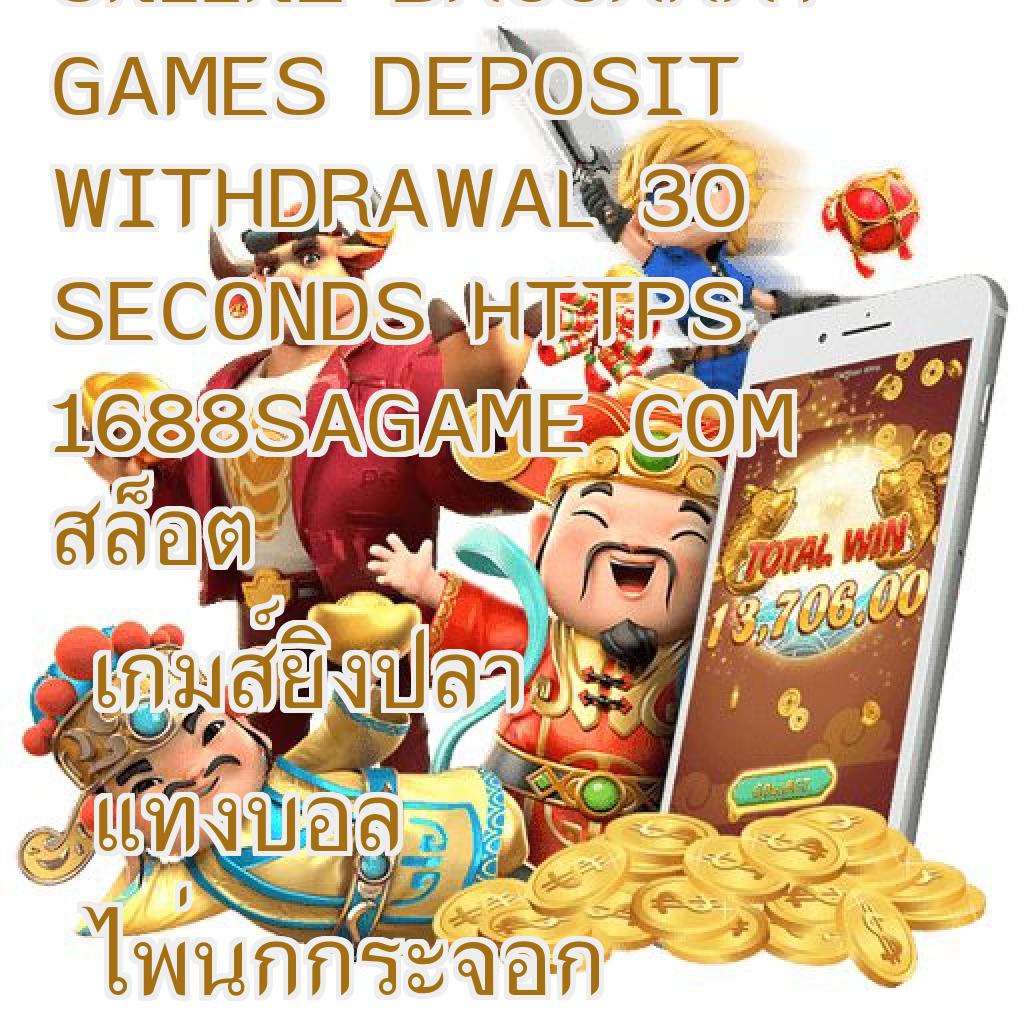 ONLINE BACCARAT
GAMES DEPOSIT
WITHDRAWAL 30
SECONDS HTTPS
1688SAGAME COM
สล็อต
เกมส์ยิงปลา
แทงบอล
ไพ่นกกระจอก
TOTAL WIN
13,706.00